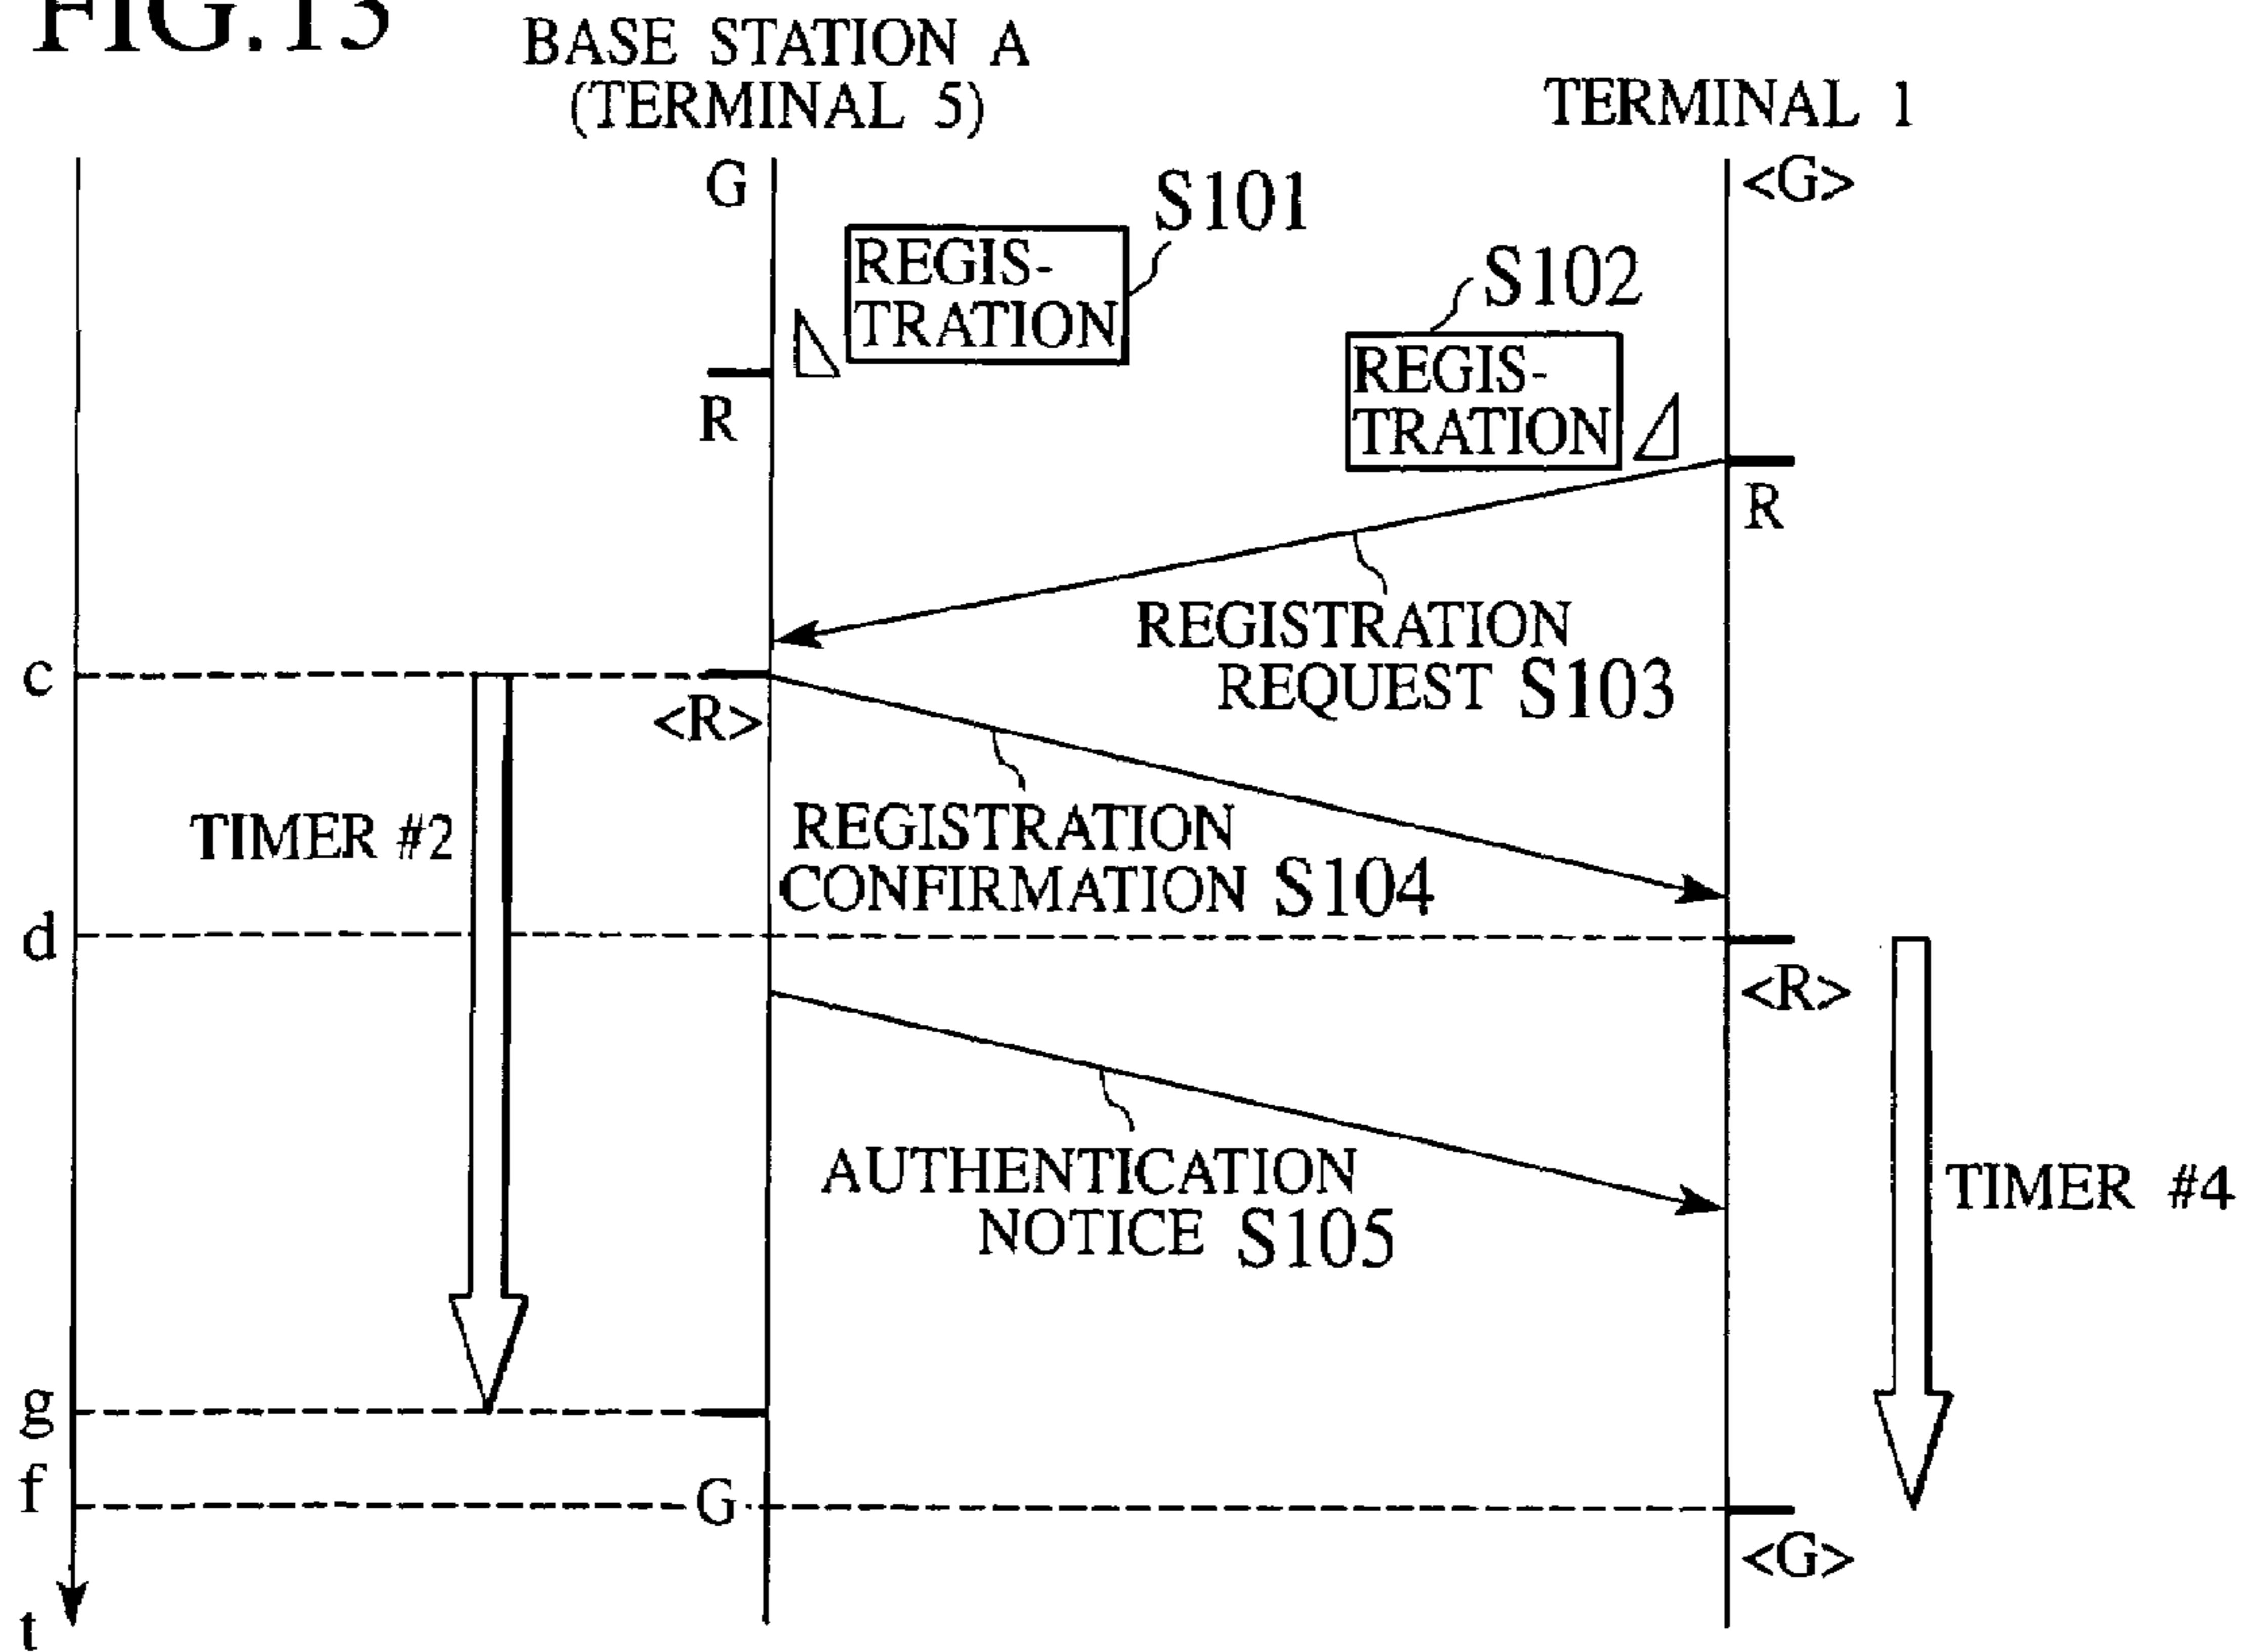 FIG.13
BASE STATION A
(TERMINAL 5)
TERMINAL 1
G
<G>
S101
REGIS-
TRATION
S102
REGIS-
TRATION
R
R
REGISTRATION
REQUEST S103
c
<R>
TIMER #2
REGISTRATION
CONFIRMATION S104
d
<R>
AUTHENTICATION
NOTICE S105
TIMER #4
g
f
G
<G>
t